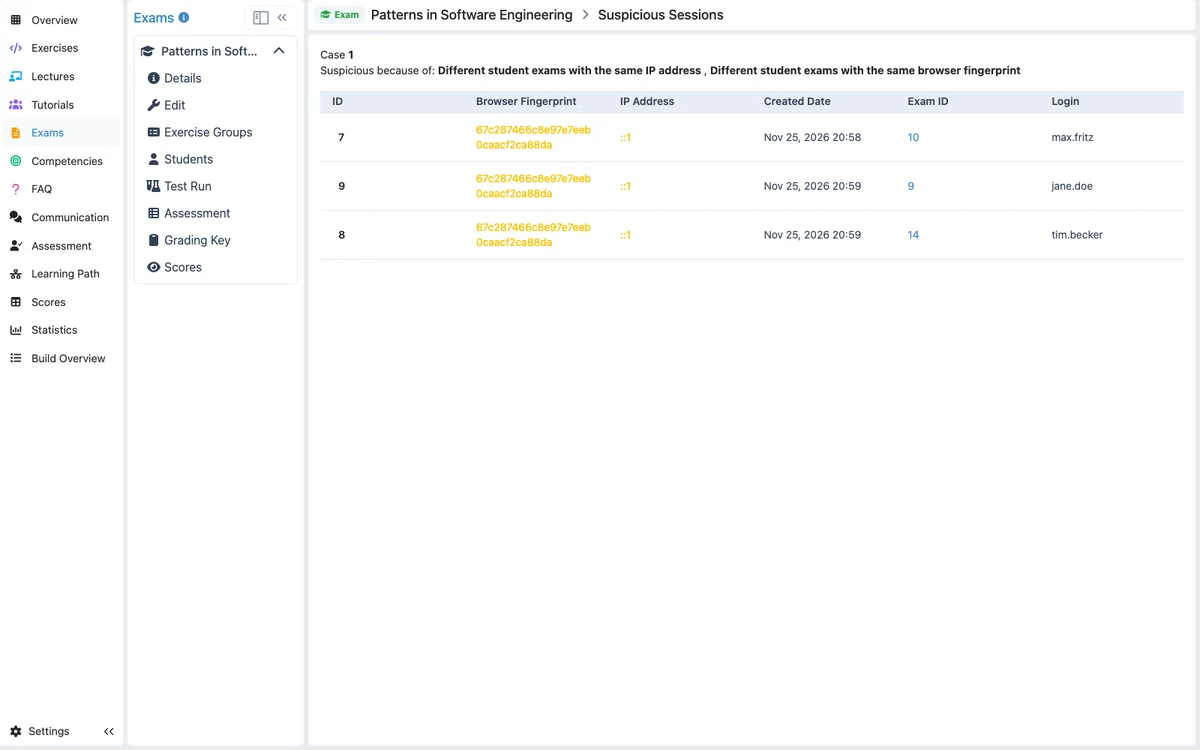 Overview
Exercises
Lectures
Tutorials
Exams
Competencies
FAQ
Communication
Assessment
Learning Path
Scores
Statistics
Build Overview
Settings
Exams
Patterns in Soft...
Details
Edit
Exercise Groups
Students
Test Run
Assessment
Grading Key
Scores
Exam Patterns in Software Engineering > Suspicious Sessions
Case 1
Suspicious because of: Different student exams with the same IP address , Different student exams with the same browser fingerprint
ID Browser Fingerprint IP Address Created Date Exam ID Login
7 67c287466c8e97e7eeb ::1 Nov 25, 2026 20:58 10 max.fritz
0caacf2ca88da
9 67c287466c8e97e7eeb ::1 Nov 25, 2026 20:59 9 jane.doe
0caacf2ca88da
8 67c287466c8e97e7eeb ::1 Nov 25, 2026 20:59 14 tim.becker
0caacf2ca88da